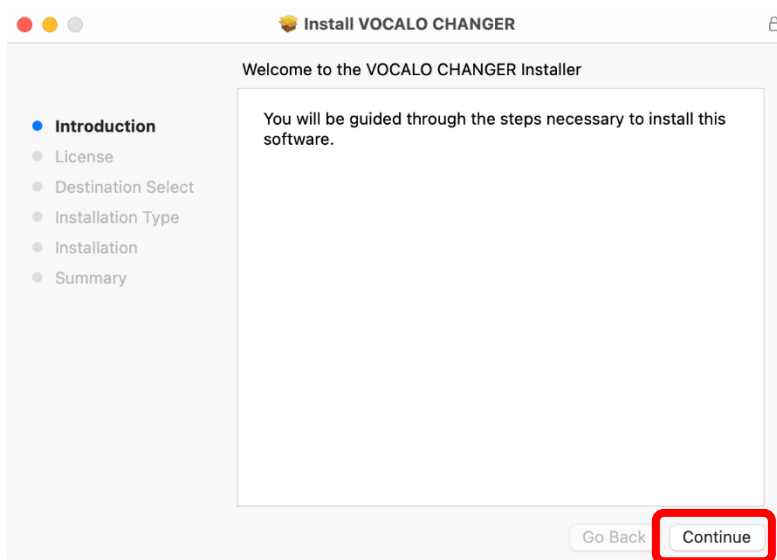 Install VOCALO CHANGER
Welcome to the VOCALO CHANGER Installer
Introduction
License
Destination Select
Installation Type
Installation
Summary
You will be guided through the steps necessary to install this
software.
Go Back
Continue